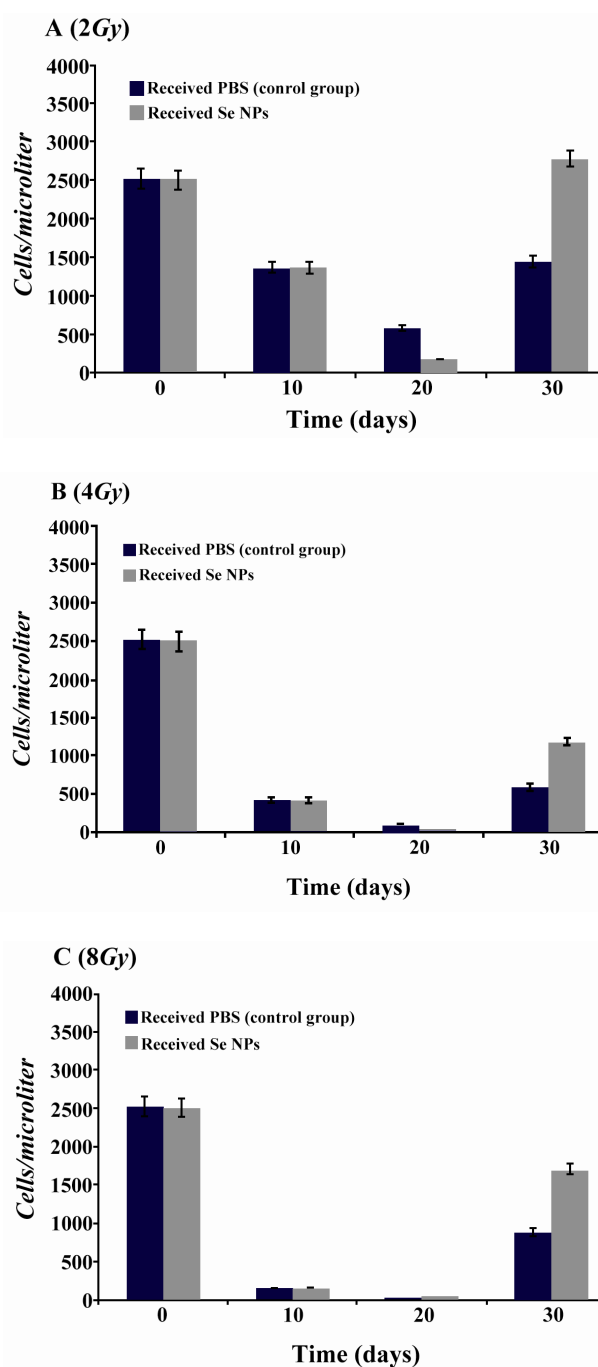 A (2Gy)
4000
3500
3000
2500
2000
1500
1000
500
0
Cells/microliter
Received PBS (conrol group)
Received Se NPs
0 10 20 30
Time (days)
B (4Gy)
4000
3500
3000
2500
2000
1500
1000
500
0
Cells/microliter
Received PBS (control group)
Received Se NPs
0 10 20 30
Time (days)
C (8Gy)
4000
3500
3000
2500
2000
1500
1000
500
0
Cells/microliter
Received PBS (control group)
Received Se NPs
0 10 20 30
Time (days)